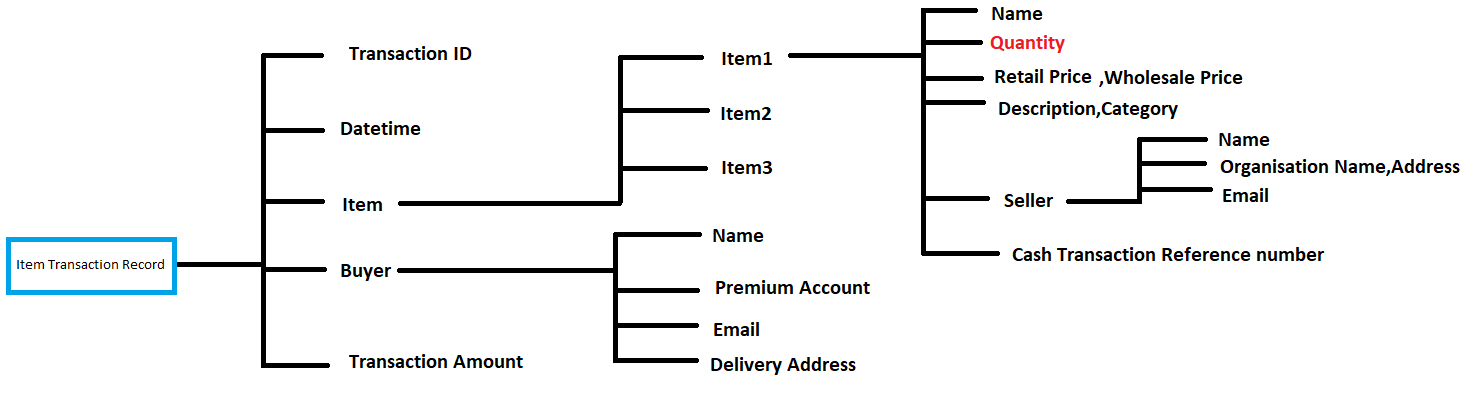 Item Transaction Record
Transaction ID
Datetime
Item
Buyer
Transaction Amount
Item1
Item2
Item3
Name
Premium Account
Email
Delivery Address
Name
Quantity
Retail Price ,Wholesale Price
Description,Category
Seller
Cash Transaction Reference number
Name
Organisation Name,Address
Email